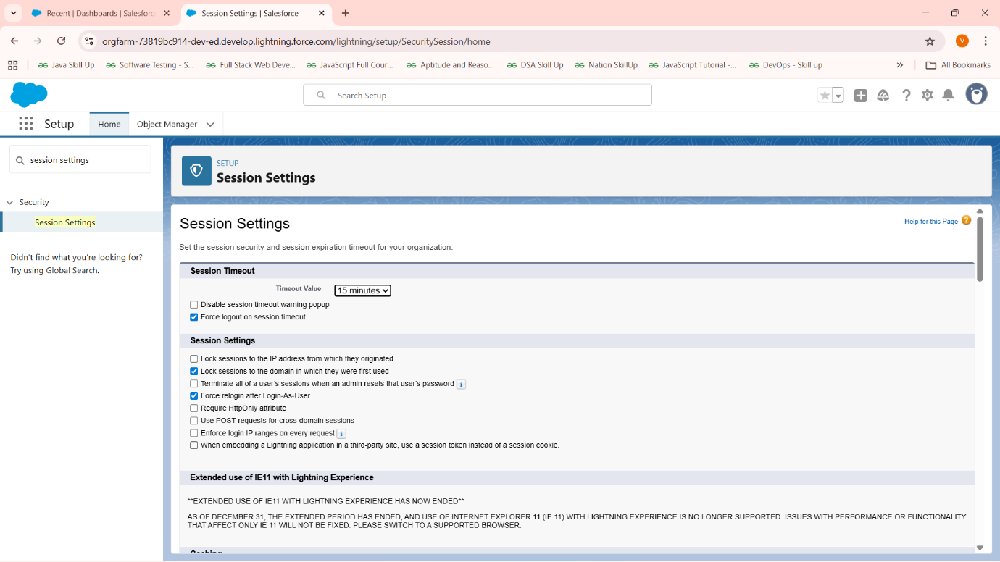 Recent | Dashboards | Salesforc
Session Settings | Salesforce
orgfarm-73819bc914-dev-ed.develop.lightning.force.com/lightning/setup/SecuritySession/home
V
Java Skill Up
Software Testing - S...
Full Stack Web Deve...
JavaScript Full Cour...
Aptitude and Reaso...
DSA Skill Up
Nation SkillUp
JavaScript Tutorial -...
DevOps - Skill up
All Bookmarks
Search Setup
Setup
Home
Object Manager
session settings
Security
Session Settings
Didn't find what you're looking for?
Try using Global Search.
SETUP
Session Settings
Session Settings
Help for this Page
Set the session security and session expiration timeout for your organization.
Session Timeout
Timeout Value 15 minutes
Disable session timeout warning popup
Force logout on session timeout
Session Settings
Lock sessions to the IP address from which they originated
Lock sessions to the domain in which they were first used
Terminate all of a user's sessions when an admin resets that user's password
Force relogin after Login-As-User
Require HttpOnly attribute
Use POST requests for cross-domain sessions
Enforce login IP ranges on every request
When embedding a Lightning application in a third-party site, use a session token instead of a session cookie.
Extended use of IE11 with Lightning Experience
**EXTENDED USE OF IE11 WITH LIGHTNING EXPERIENCE HAS NOW ENDED**
AS OF DECEMBER 31, THE EXTENDED PERIOD HAS ENDED, AND USE OF INTERNET EXPLORER 11 (IE 11) WITH LIGHTNING EXPERIENCE IS NO LONGER SUPPORTED. ISSUES WITH PERFORMANCE OR FUNCTIONALITY
THAT AFFECT ONLY IE 11 WILL NOT BE FIXED. PLEASE SWITCH TO A SUPPORTED BROWSER.
Caching